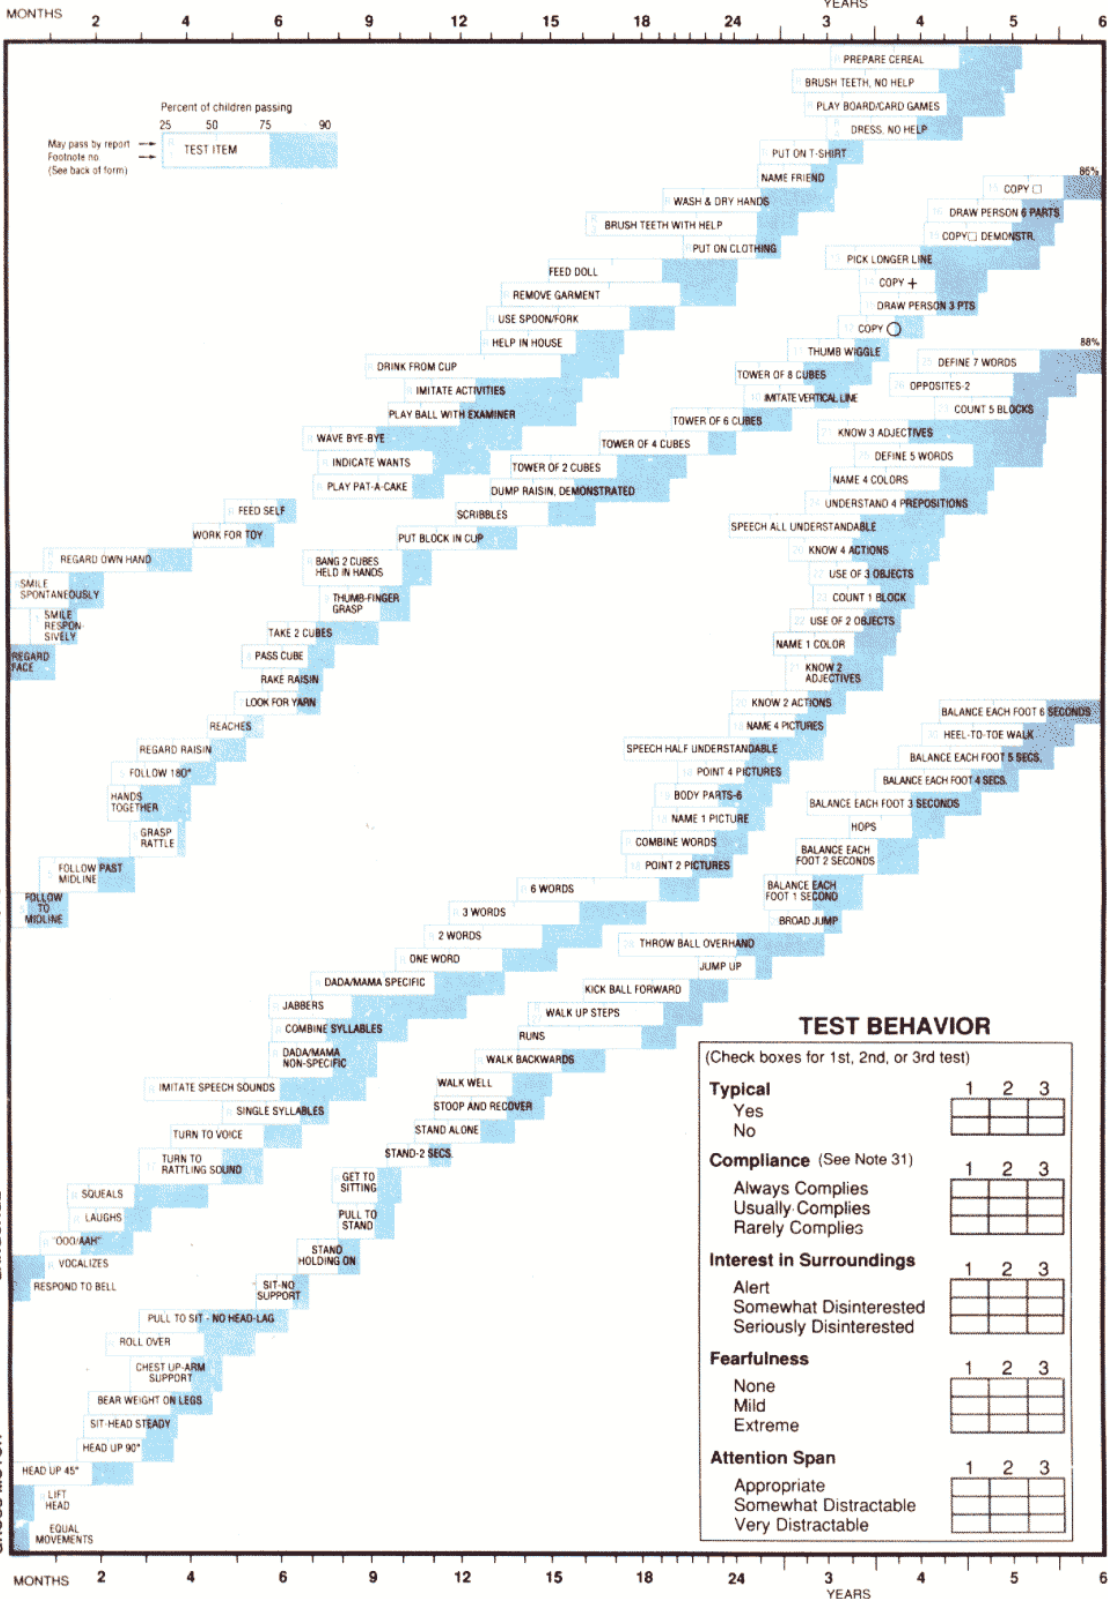 MONTHS
YEARS
2 4 6 9 12 15 18 24 3 4 5 6
Percent of children passing
25 50 75 90
May pass by report
Footnote no.
(See back of form)
TEST ITEM
PREPARE CEREAL
BRUSH TEETH, NO HELP
PLAY BOARD/CARD GAMES
DRESS, NO HELP
PUT ON T-SHIRT
NAME FRIEND
WASH & DRY HANDS
BRUSH TEETH WITH HELP
PUT ON CLOTHING
FEED DOLL
REMOVE GARMENT
USE SPOON/FORK
HELP IN HOUSE
DRINK FROM CUP
IMITATE ACTIVITIES
PLAY BALL WITH EXAMINER
WAVE BYE-BYE
INDICATE WANTS
PLAY PAT-A-CAKE
FEED SELF
WORK FOR TOY
REGARD OWN HAND
SMILE
SPONTANEOUSLY
SMILE
RESPON-
SIVELY
REGARD
FACE
86%
COPY □
DRAW PERSON 6 PARTS
COPY □ DEMONSTR.
PICK LONGER LINE
COPY +
DRAW PERSON 3 PTS
COPY ○
THUMB WIGGLE
TOWER OF 8 CUBES
IMITATE VERTICAL LINE
TOWER OF 6 CUBES
TOWER OF 4 CUBES
TOWER OF 2 CUBES
DUMP RAISIN, DEMONSTRATED
SCRIBBLES
PUT BLOCK IN CUP
BANG 2 CUBES
HELD IN HANDS
THUMB-FINGER
GRASP
TAKE 2 CUBES
PASS CUBE
RAKE RAISIN
LOOK FOR YARN
REACHES
REGARD RAISIN
FOLLOW 180°
HANDS
TOGETHER
GRASP
RATTLE
FOLLOW PAST
MIDLINE
FOLLOW
TO
MIDLINE
88%
DEFINE 7 WORDS
OPPOSITES-2
COUNT 5 BLOCKS
KNOW 3 ADJECTIVES
DEFINE 5 WORDS
NAME 4 COLORS
UNDERSTAND 4 PREPOSITIONS
SPEECH ALL UNDERSTANDABLE
KNOW 4 ACTIONS
USE OF 3 OBJECTS
COUNT 1 BLOCK
USE OF 2 OBJECTS
NAME 1 COLOR
KNOW 2
ADJECTIVES
KNOW 2 ACTIONS
NAME 4 PICTURES
SPEECH HALF UNDERSTANDABLE
POINT 4 PICTURES
BODY PARTS-6
NAME 1 PICTURE
COMBINE WORDS
POINT 2 PICTURES
6 WORDS
3 WORDS
2 WORDS
ONE WORD
DADA/MAMA SPECIFIC
JABBERS
COMBINE SYLLABLES
DADA/MAMA
NON-SPECIFIC
IMITATE SPEECH SOUNDS
SINGLE SYLLABLES
TURN TO VOICE
TURN TO
RATTLING SOUND
SQUEALS
LAUGHS
"OOO/AAH"
VOCALIZES
RESPOND TO BELL
BALANCE EACH FOOT 6 SECONDS
HEEL-TO-TOE WALK
BALANCE EACH FOOT 5 SECS.
BALANCE EACH FOOT 4 SECS.
BALANCE EACH FOOT 3 SECONDS
HOPS
BALANCE EACH
FOOT 2 SECONDS
BALANCE EACH
FOOT 1 SECOND
BROAD JUMP
THROW BALL OVERHAND
JUMP UP
KICK BALL FORWARD
WALK UP STEPS
RUNS
WALK BACKWARDS
WALK WELL
STOOP AND RECOVER
STAND ALONE
STAND-2 SECS.
GET TO
SITTING
PULL TO
STAND
STAND
HOLDING ON
SIT-NO
SUPPORT
PULL TO SIT - NO HEAD-LAG
ROLL OVER
CHEST UP-ARM
SUPPORT
BEAR WEIGHT ON LEGS
SIT-HEAD STEADY
HEAD UP 90°
HEAD UP 45°
LIFT
HEAD
EQUAL
MOVEMENTS
TEST BEHAVIOR
(Check boxes for 1st, 2nd, or 3rd test)
Typical 1 2 3
Yes
No
Compliance (See Note 31) 1 2 3
Always Complies
Usually Complies
Rarely Complies
Interest in Surroundings 1 2 3
Alert
Somewhat Disinterested
Seriously Disinterested
Fearfulness 1 2 3
None
Mild
Extreme
Attention Span 1 2 3
Appropriate
Somewhat Distractable
Very Distractable
MONTHS 2 4 6 9 12 15 18 24 3 4 5 6
YEARS